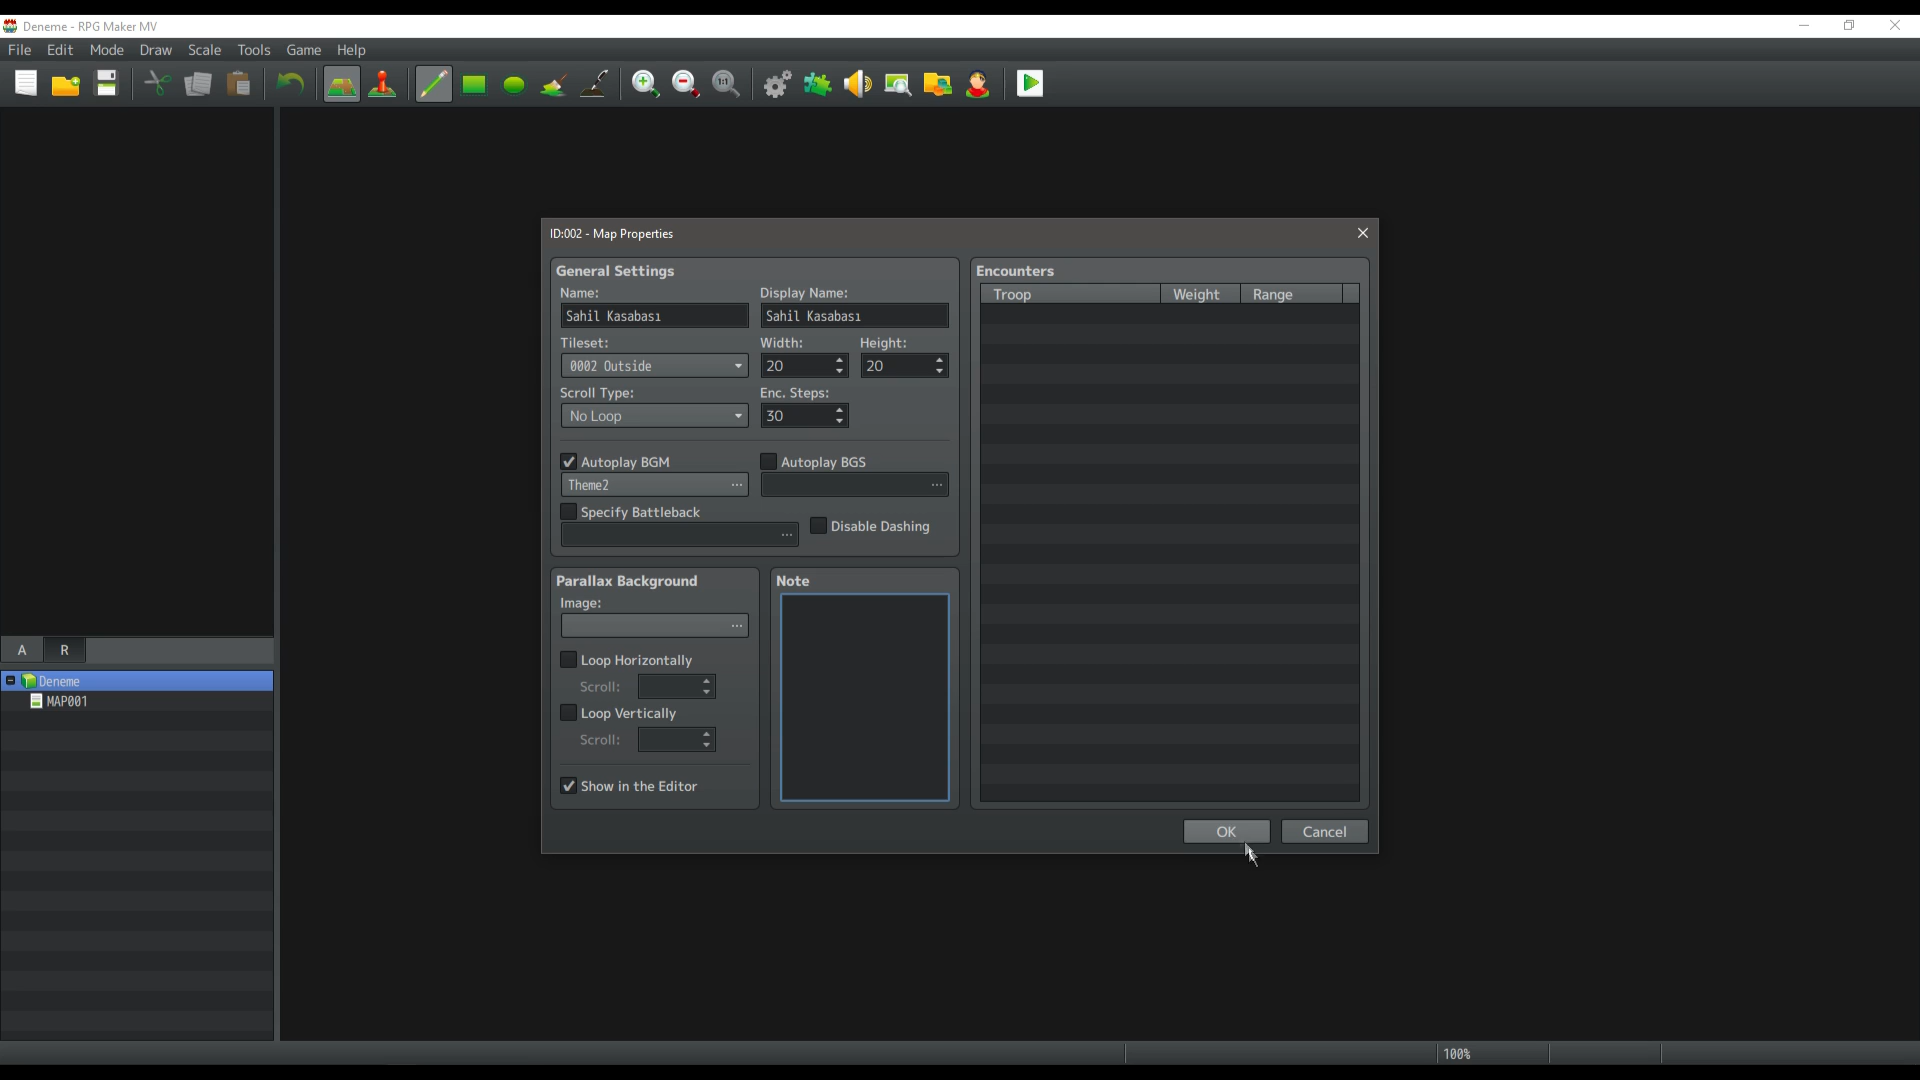 Deneme - RPG Maker MV
File Edit Mode Draw Scale Tools Game Help
1:1
ID:002 - Map Properties
General Settings
Name: Display Name:
Sahil Kasabası Sahil Kasabası
Tileset: Width: Height:
0002 Outside 20 20
Scroll Type: Enc. Steps:
No Loop 30
Autoplay BGM Autoplay BGS
Theme2 ... ...
Specify Battleback
... Disable Dashing
Parallax Background
Image:
...
Loop Horizontally
Scroll:
Loop Vertically
Scroll:
Show in the Editor
Note
Encounters
Troop Weight Range
OK Cancel
A R
Deneme
MAP001
100%